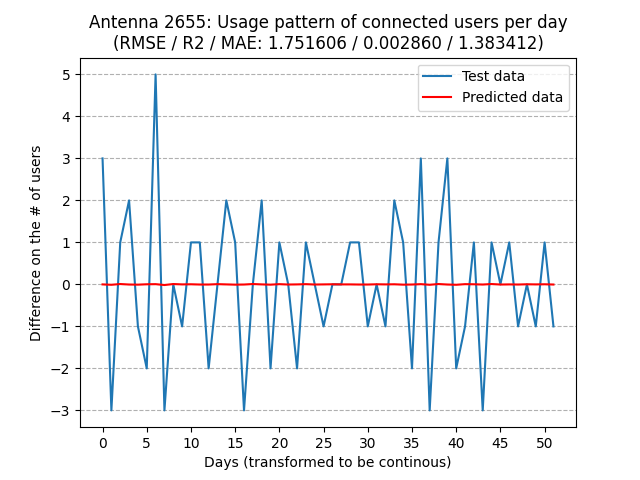 Antenna 2655: Usage pattern of connected users per day
(RMSE / R2 / MAE: 1.751606 / 0.002860 / 1.383412)
Test data
Predicted data
5
4
3
2
1
0
−1
−2
−3
Difference on the # of users
0 5 10 15 20 25 30 35 40 45 50
Days (transformed to be continous)